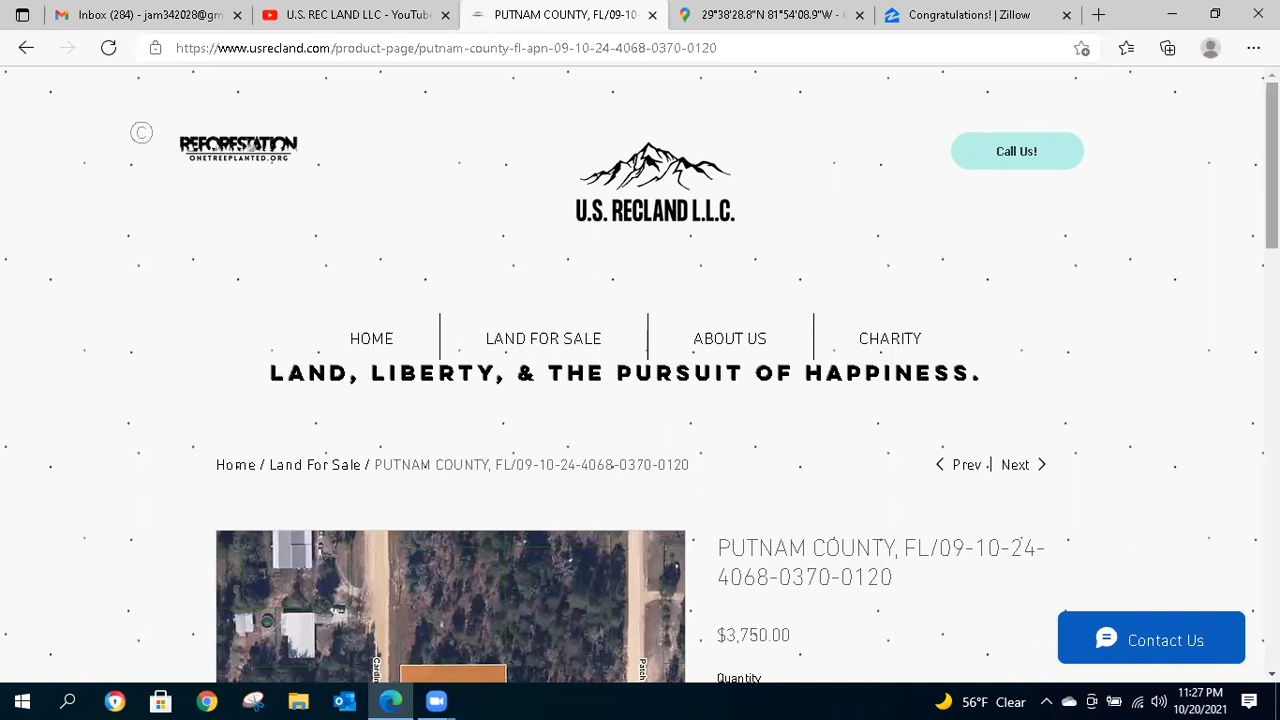 Inbox (284) - jam342938@gm
U.S. REC LAND LLC - YouTube
PUTNAM COUNTY, FL/09-10-
29°38'28.8"N 81°54'08.9"W - G
Congratulations! | Zillow
https://www.usrecland.com/product-page/putnam-county-fl-apn-09-10-24-4068-0370-0120
©
REFORESTATION
ONETREEPLANTED.ORG
U.S. RECLAND L.L.C.
Call Us!
HOME
LAND FOR SALE
ABOUT US
CHARITY
LAND, LIBERTY, & THE PURSUIT OF HAPPINESS.
Home / Land For Sale / PUTNAM COUNTY, FL/09-10-24-4068-0370-0120
Prev | Next
PUTNAM COUNTY, FL/09-10-24-
4068-0370-0120
$3,750.00
Quantity
Cardin
Patch
Contact Us
56°F Clear
11:27 PM
10/20/2021